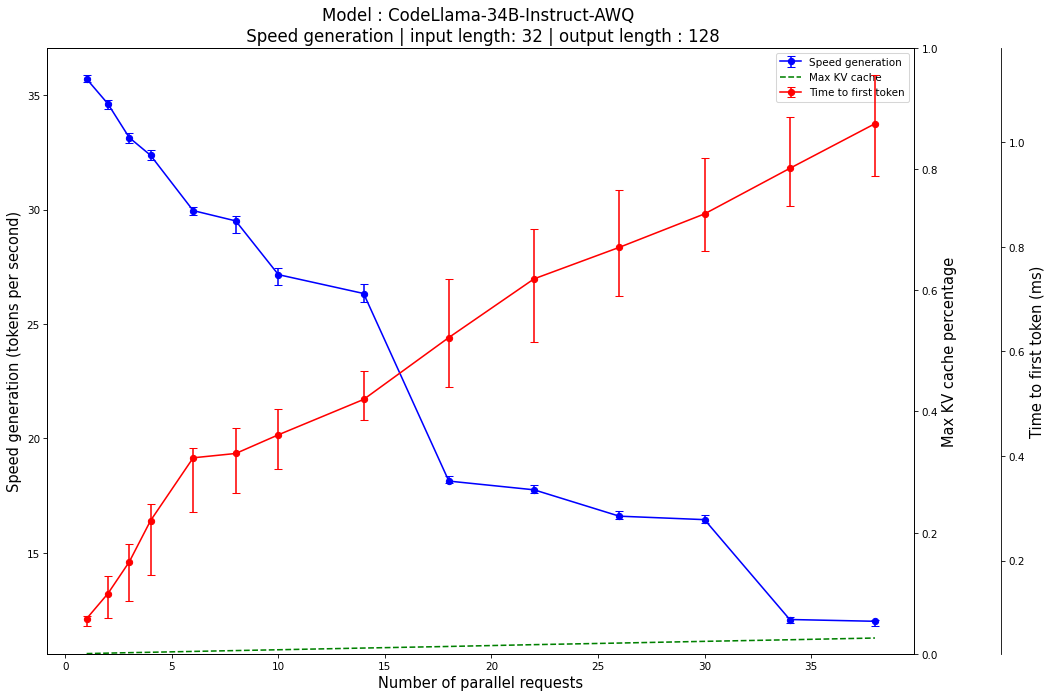 Model : CodeLlama-34B-Instruct-AWQ
Speed generation | input length: 32 | output length : 128
Speed generation
Max KV cache
Time to first token
Speed generation (tokens per second)
35
30
25
20
15
0
5
10
15
20
25
30
35
Number of parallel requests
1.0
0.8
0.6
0.4
0.2
0.0
Max KV cache percentage
1.0
0.8
0.6
0.4
0.2
Time to first token (ms)